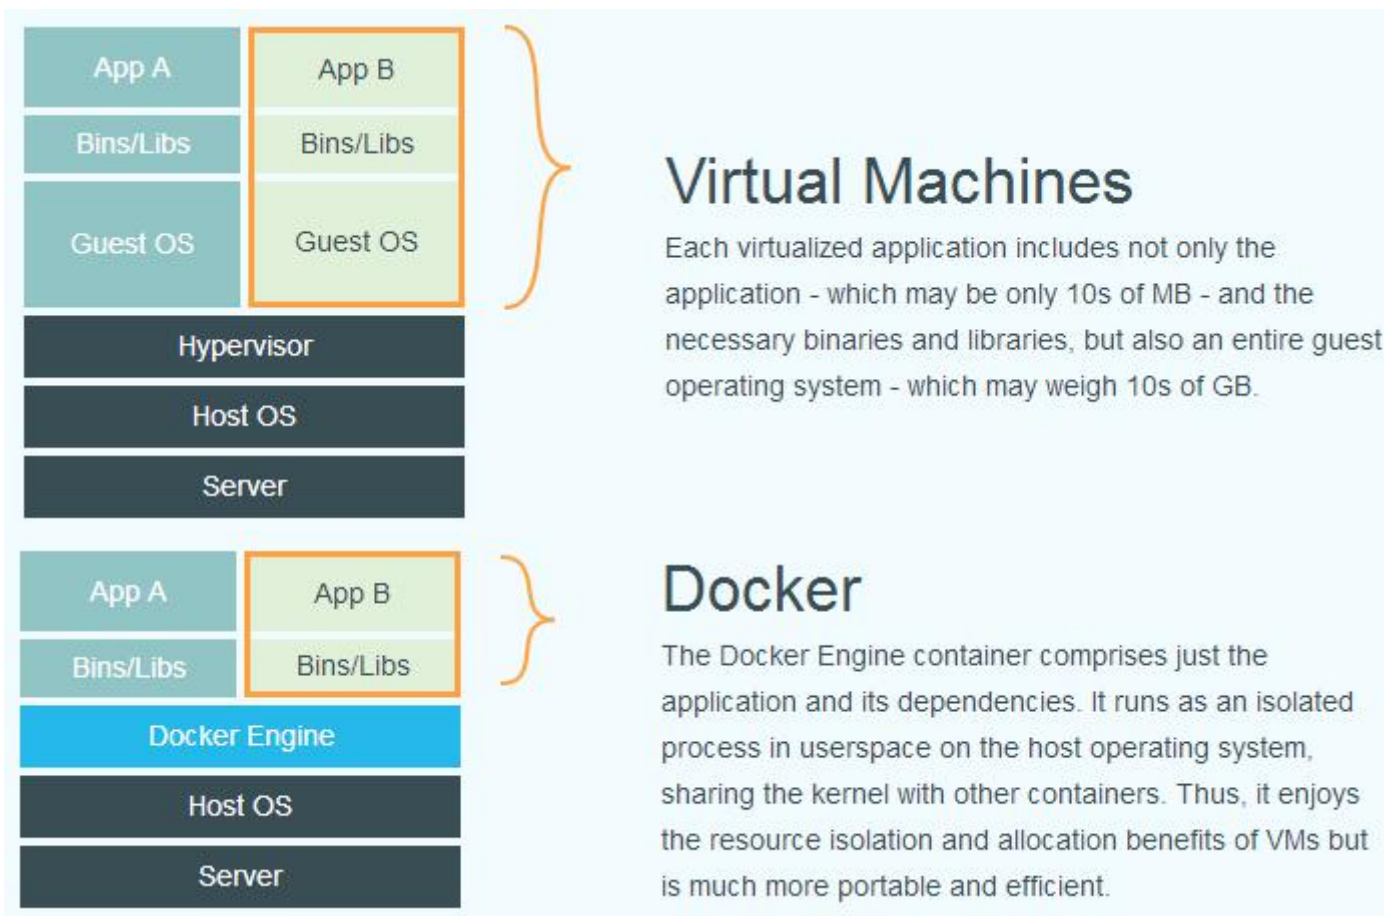 App A
App B
Bins/Libs
Bins/Libs
Guest OS
Guest OS
Hypervisor
Host OS
Server
Virtual Machines
Each virtualized application includes not only the
application - which may be only 10s of MB - and the
necessary binaries and libraries, but also an entire guest
operating system - which may weigh 10s of GB.
App A
App B
Bins/Libs
Bins/Libs
Docker Engine
Host OS
Server
Docker
The Docker Engine container comprises just the
application and its dependencies. It runs as an isolated
process in userspace on the host operating system,
sharing the kernel with other containers. Thus, it enjoys
the resource isolation and allocation benefits of VMs but
is much more portable and efficient.